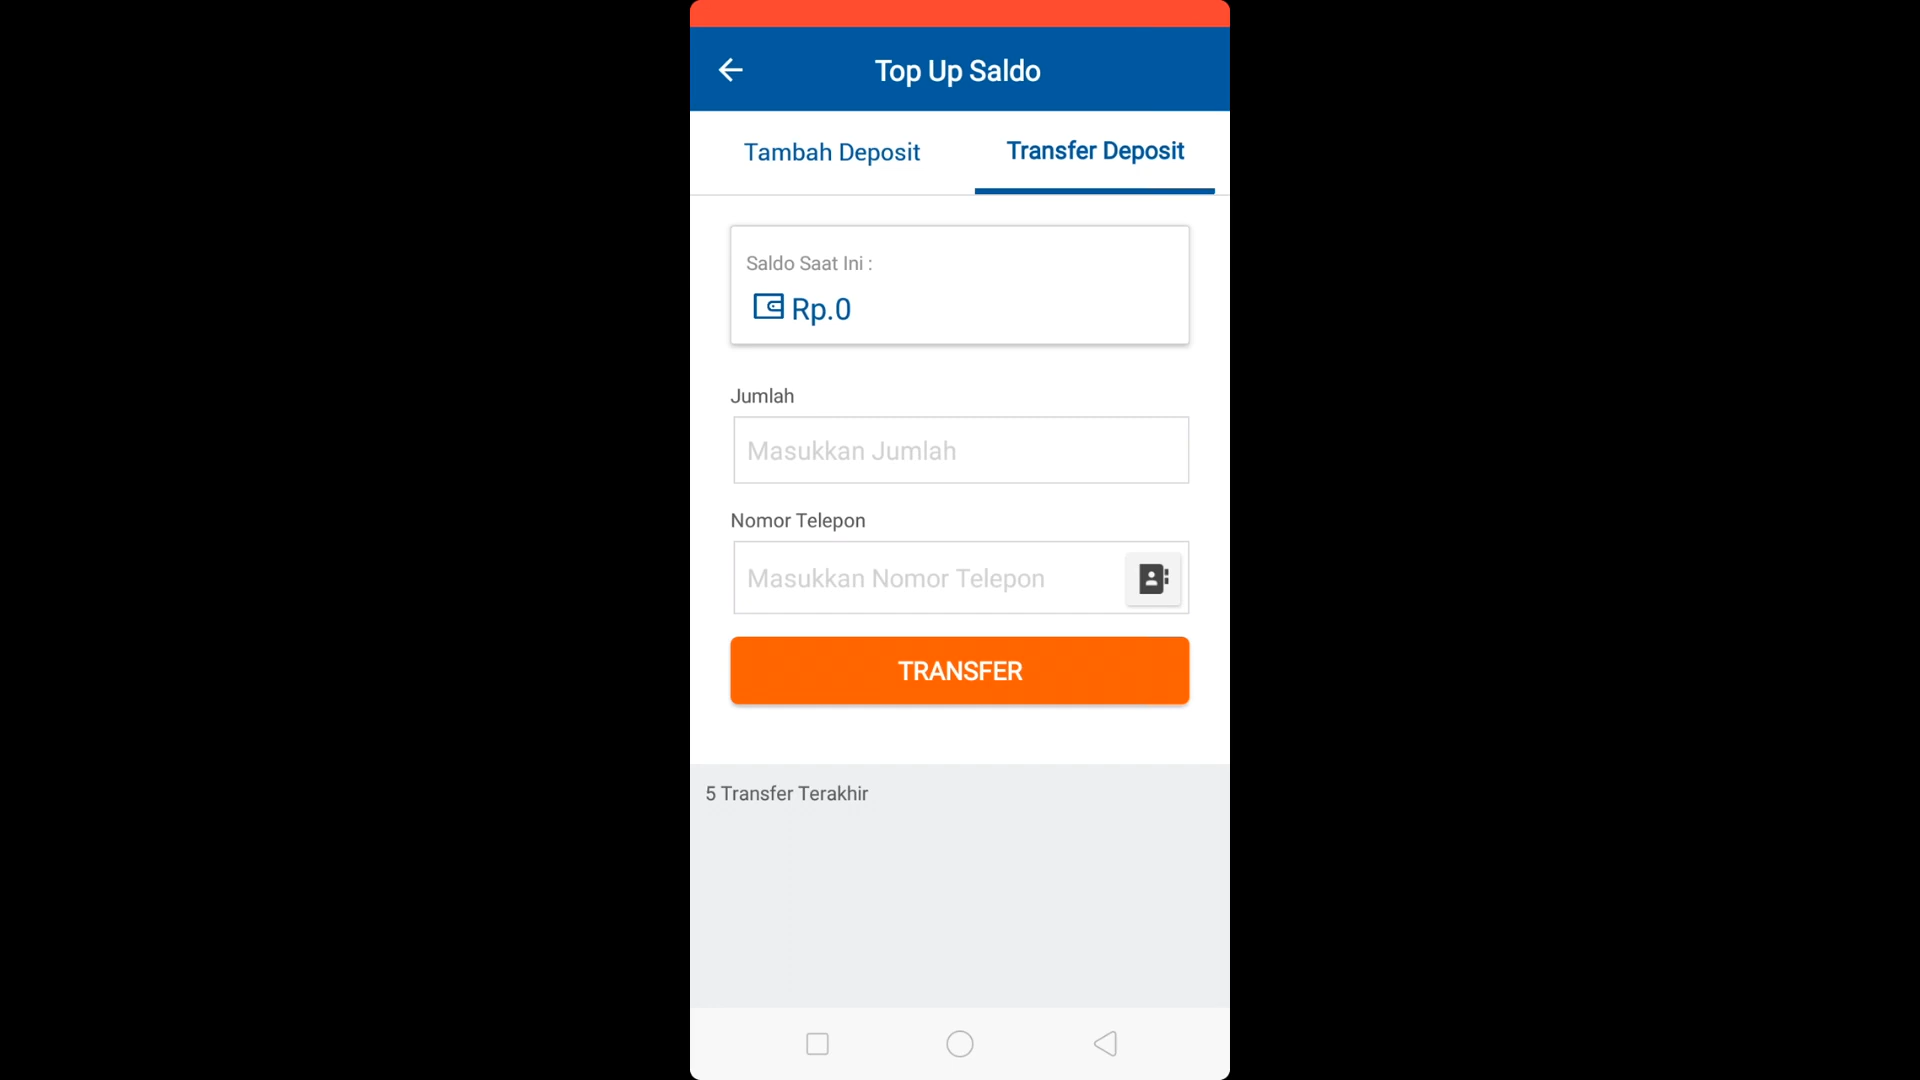 Top Up Saldo
Tambah Deposit
Transfer Deposit
Saldo Saat Ini :
Rp.0
Jumlah
Masukkan Jumlah
Nomor Telepon
Masukkan Nomor Telepon
TRANSFER
5 Transfer Terakhir